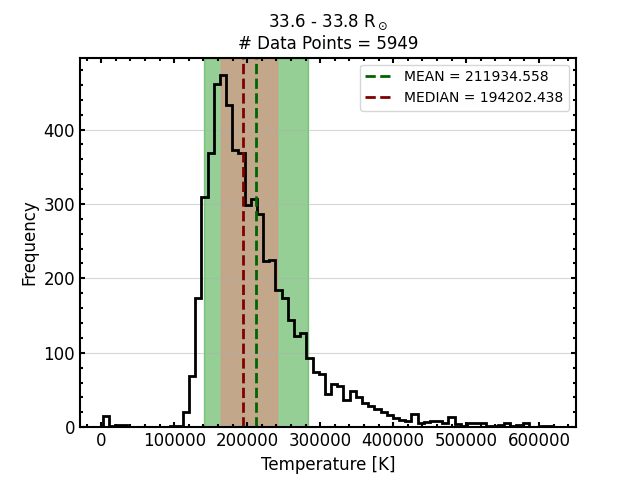 33.6 - 33.8 R⊙
# Data Points = 5949
MEAN = 211934.558
MEDIAN = 194202.438
Frequency
400
300
200
100
0
0 100000 200000 300000 400000 500000 600000
Temperature [K]